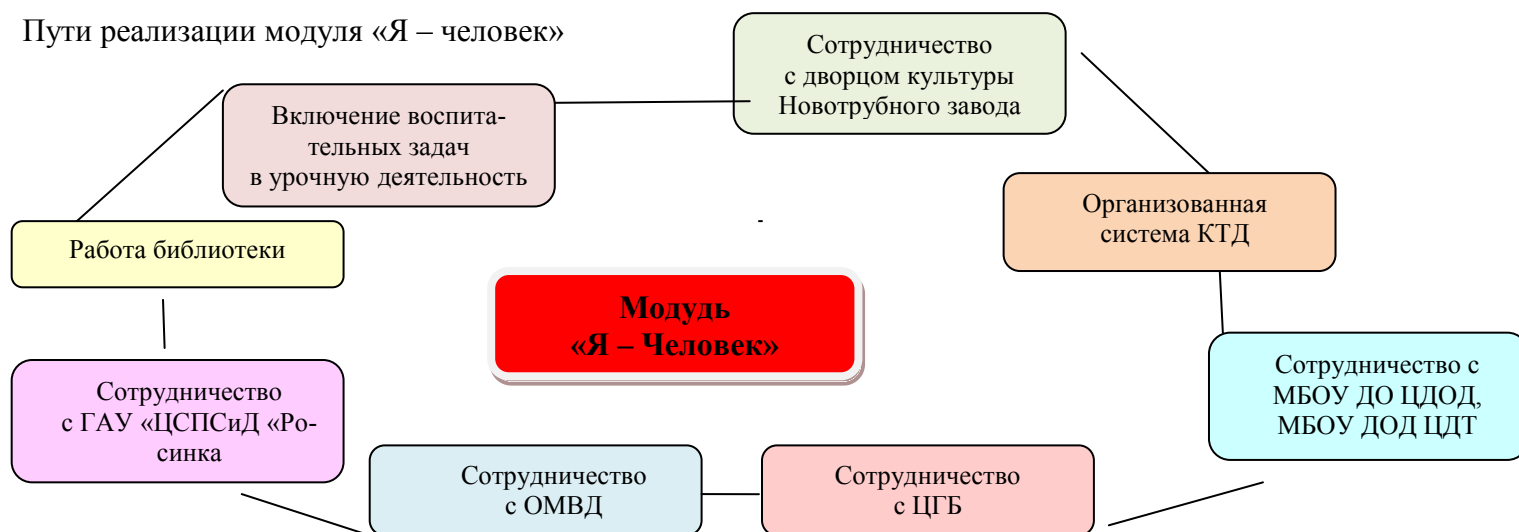 Пути реализации модуля «Я – человек»
Сотрудничество
с дворцом культуры
Новотрубного завода
Включение воспита-
тельных задач
в урочную деятельность
Организованная
система КТД
Работа библиотеки
-
Модудь
«Я – Человек»
Сотрудничество
с ГАУ «ЦСПСиД «Ро-
синка
Сотрудничество с
МБОУ ДО ЦДОД,
МБОУ ДОД ЦДТ
Сотрудничество
с ОМВД
Сотрудничество
с ЦГБ